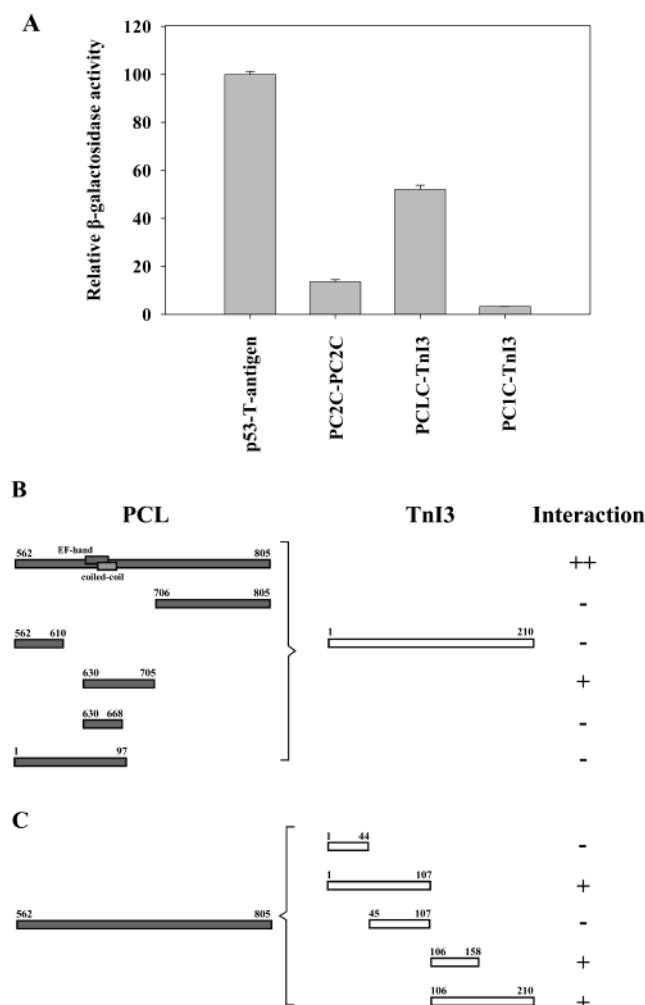 A
Relative β-galactosidase activity
120
100
80
60
40
20
0
p53-T-antigen
PC2C-PC2C
PCLC-TnI3
PC1C-TnI3
B
PCL TnI3 Interaction
562 EF-hand 805
coiled-coil
++
706 805
-
562 610
1 210
-
630 705
+
630 668
-
1 97
-
C
1 44
-
1 107
+
562 805
45 107
-
106 158
+
106 210
+